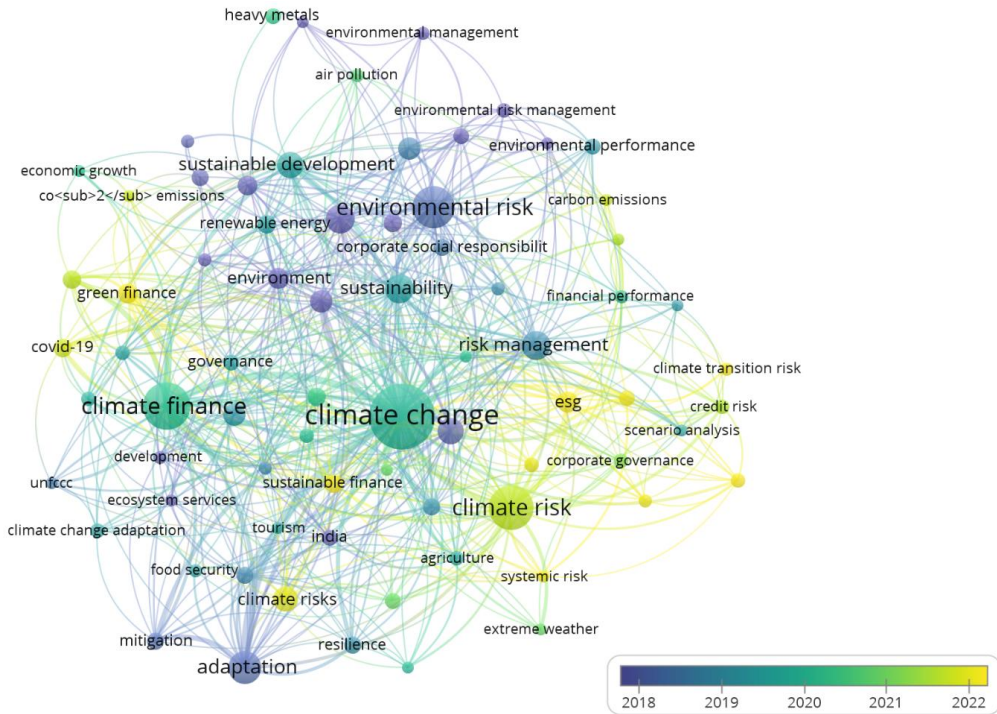 heavy metals
environmental management
air pollution
environmental risk management
environmental performance
sustainable development
economic growth
co<sub>2</sub> emissions
carbon emissions
environmental risk
renewable energy
corporate social responsibilit
environment
sustainability
green finance
financial performance
covid-19
governance
risk management
climate transition risk
climate finance
climate change
esg
credit risk
scenario analysis
development
corporate governance
unfccc
sustainable finance
ecosystem services
climate risk
climate change adaptation
tourism
india
agriculture
food security
systemic risk
climate risks
extreme weather
mitigation
resilience
adaptation
2018
2019
2020
2021
2022